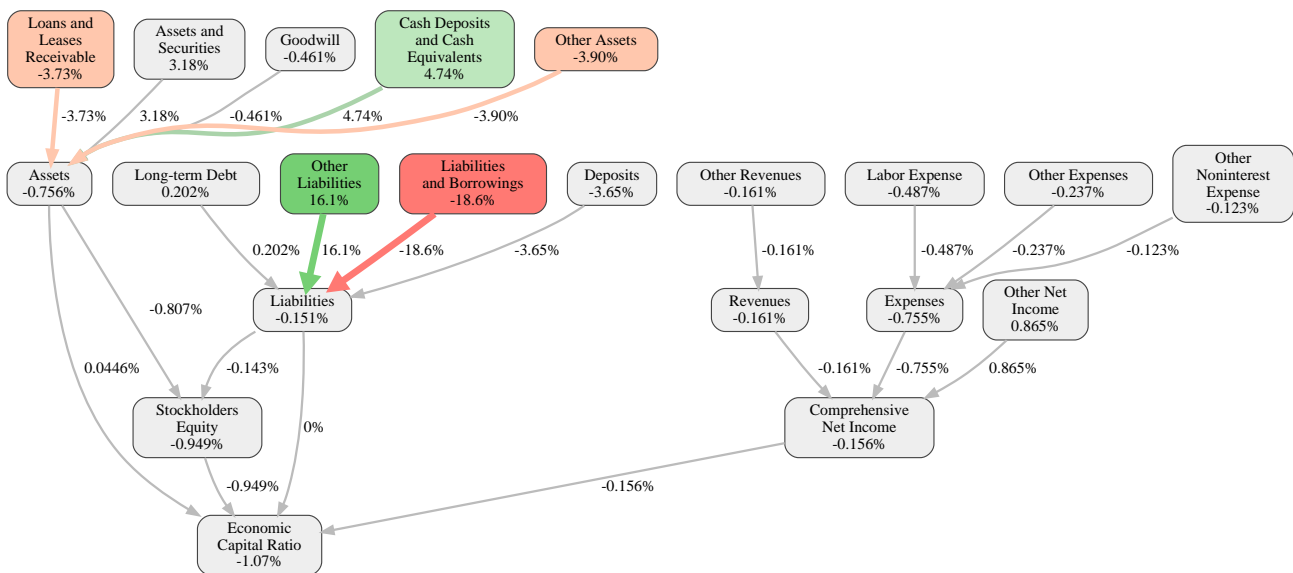 Loans and
Leases
Receivable
-3.73%
Assets and
Securities
3.18%
Goodwill
-0.461%
Cash Deposits
and Cash
Equivalents
4.74%
Other Assets
-3.90%
-3.73%
3.18%
-0.461%
4.74%
-3.90%
Assets
-0.756%
Long-term Debt
0.202%
Other
Liabilities
16.1%
Liabilities
and Borrowings
-18.6%
Deposits
-3.65%
Other Revenues
-0.161%
Labor Expense
-0.487%
Other Expenses
-0.237%
Other
Noninterest
Expense
-0.123%
0.202%
16.1%
-18.6%
-3.65%
-0.161%
-0.487%
-0.237%
-0.123%
Liabilities
-0.151%
Revenues
-0.161%
Expenses
-0.755%
Other Net
Income
0.865%
-0.807%
0.0446%
-0.143%
-0.161%
-0.755%
0.865%
Stockholders
Equity
-0.949%
0%
Comprehensive
Net Income
-0.156%
-0.949%
-0.156%
Economic
Capital Ratio
-1.07%